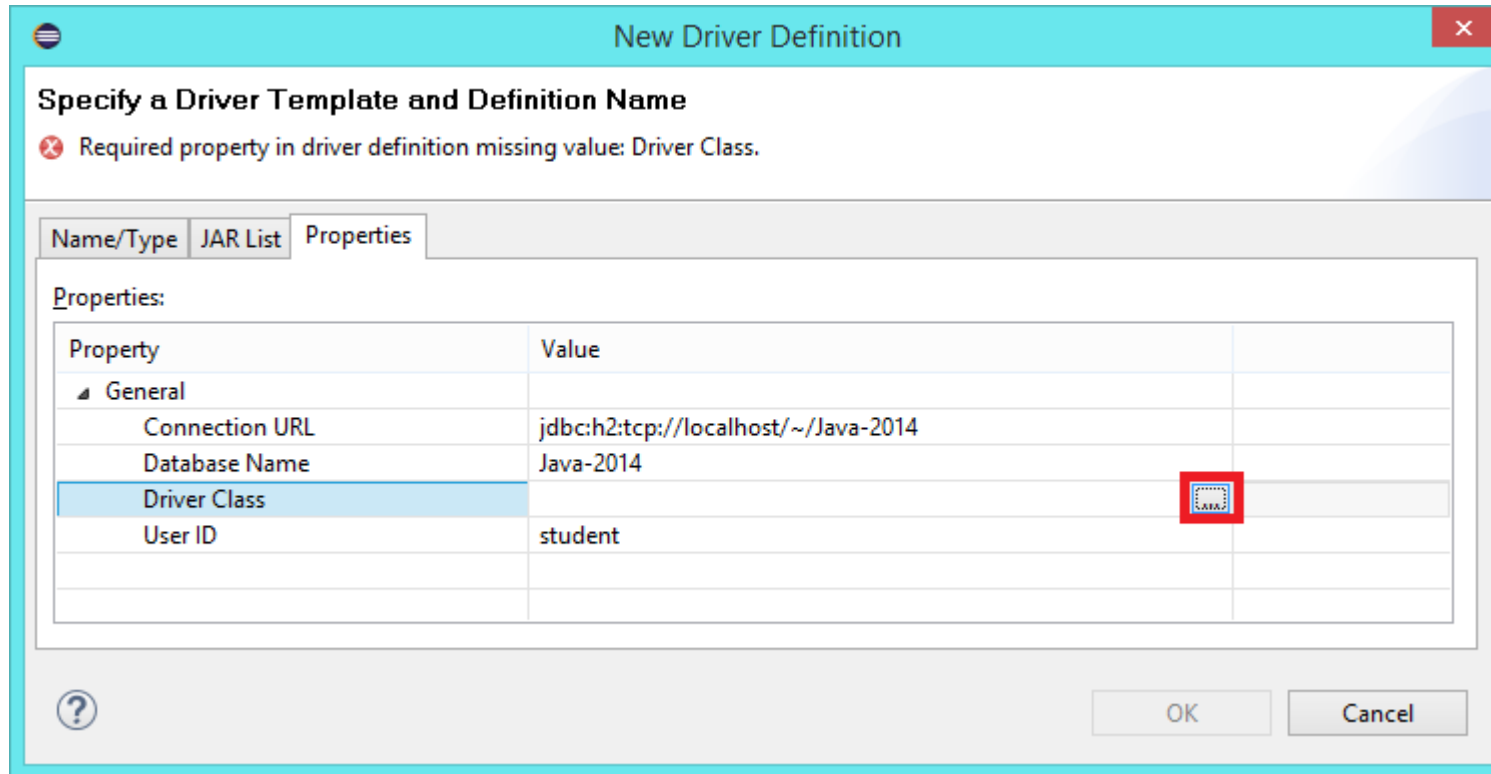 New Driver Definition
Specify a Driver Template and Definition Name
Required property in driver definition missing value: Driver Class.
Name/Type JAR List Properties
Properties:
Property Value
General
Connection URL jdbc:h2:tcp://localhost/~/Java-2014
Database Name Java-2014
Driver Class ...
User ID student
? OK Cancel